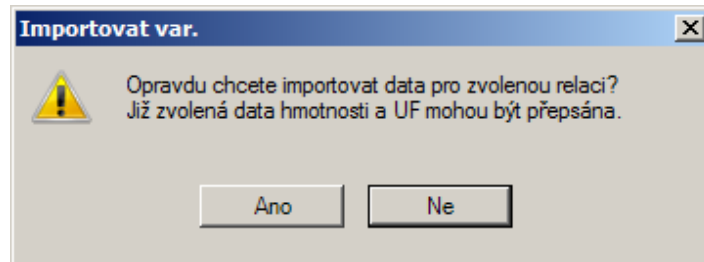 Importovat var.
Opravdu chcete importovat data pro zvolenou relaci?
Již zvolená data hmotnosti a UF mohou být přepsána.
Ano
Ne